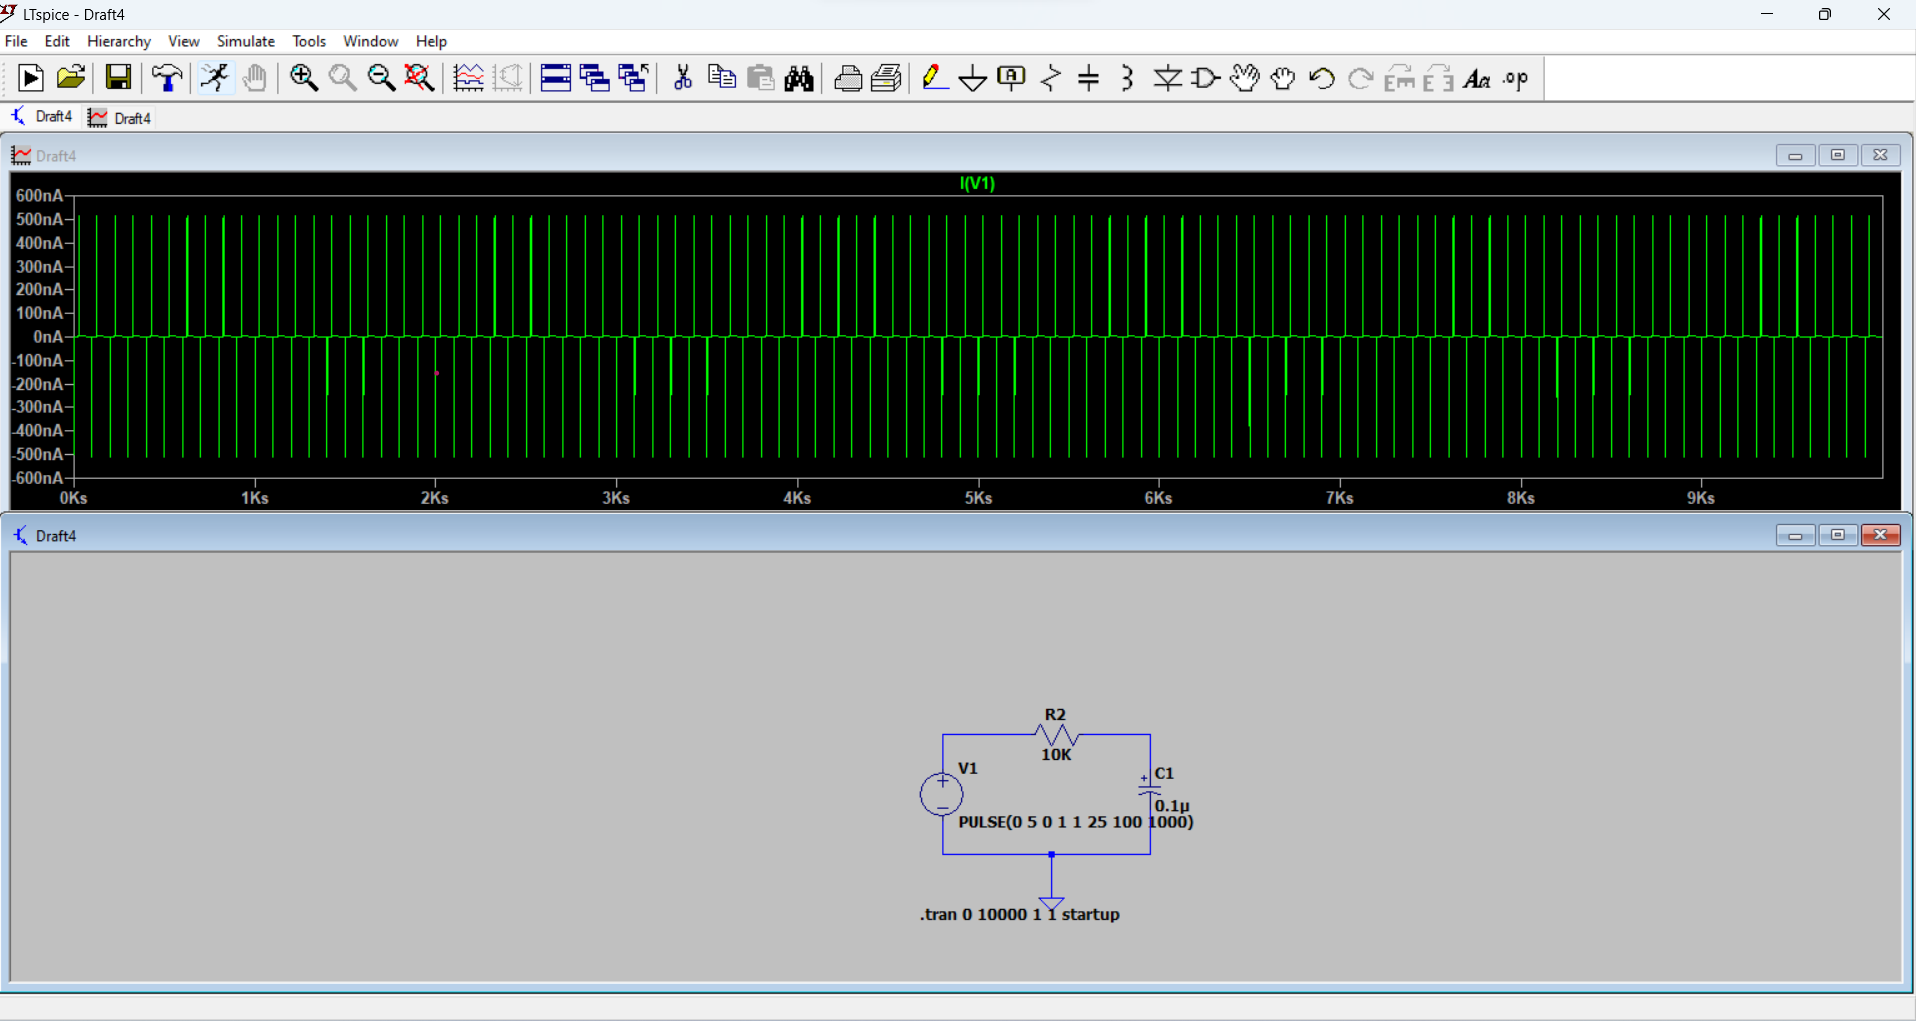 LTspice - Draft4
File Edit Hierarchy View Simulate Tools Window Help
A Aa .op
Draft4 Draft4
Draft4
I(V1)
600nA
500nA
400nA
300nA
200nA
100nA
0nA
-100nA
-200nA
-300nA
-400nA
-500nA
-600nA
0Ks 1Ks 2Ks 3Ks 4Ks 5Ks 6Ks 7Ks 8Ks 9Ks
Draft4
R2
10K
V1
C1
0.1µ
PULSE(0 5 0 1 1 25 100 1000)
.tran 0 10000 1 1 startup